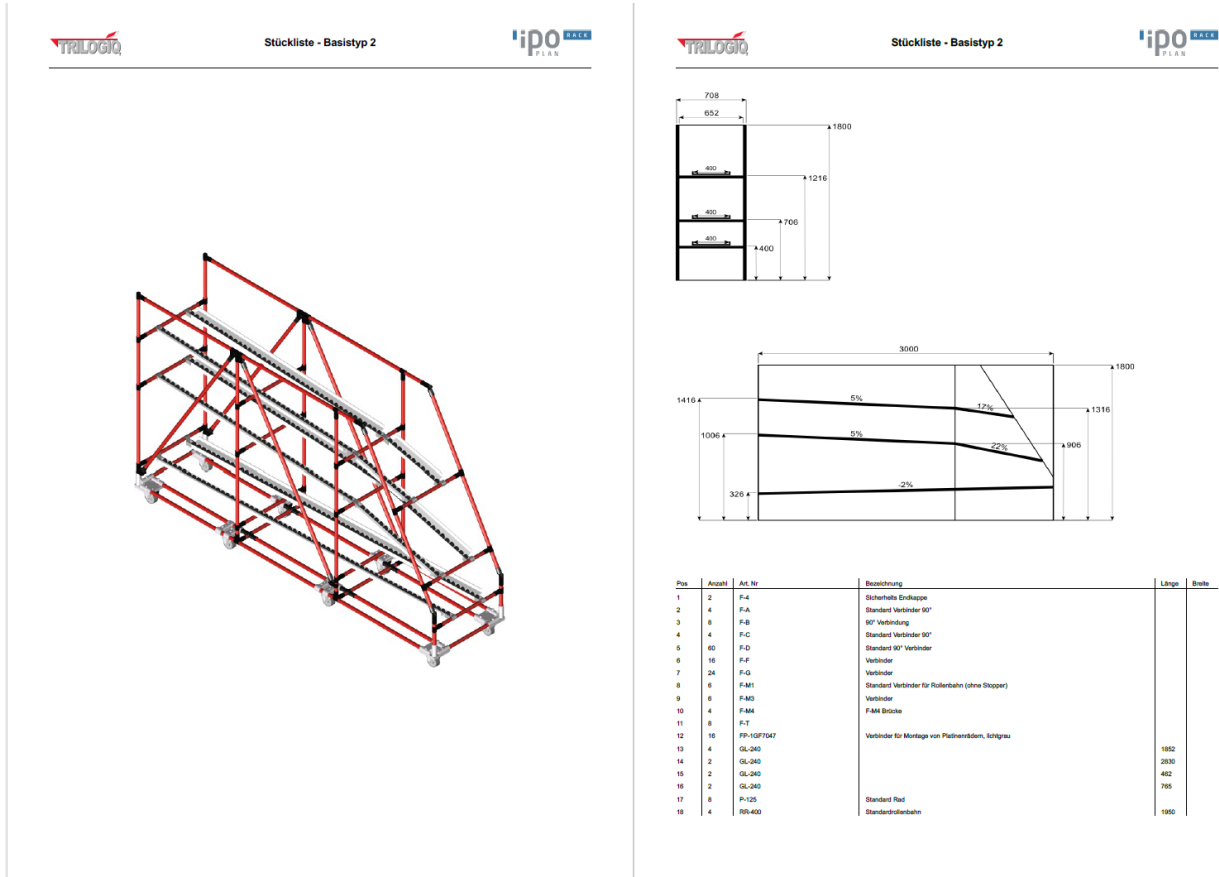 TRILOGIQ
Stückliste - Basistyp 2
ipo RACK
PLAN
TRILOGIQ
Stückliste - Basistyp 2
ipo RACK
PLAN
708
652
1800
400
1216
400
706
400
400
3000
1800
1416
5%
17%
1316
1006
5%
22%
906
-2%
326
Pos Anzahl Art. Nr Bezeichnung Länge Breite
1 2 F-4 Sicherheits Endkappe
2 4 F-A Standard Verbinder 90°
3 8 F-B 90° Verbindung
4 4 F-C Standard Verbinder 90°
5 60 F-D Standard 90° Verbinder
6 16 F-F Verbinder
7 24 F-G Verbinder
8 6 F-M1 Standard Verbinder für Rollenbahn (ohne Stopper)
9 6 F-M3 Verbinder
10 4 F-M4 F-M4 Brücke
11 8 F-T
12 16 FP-1GF7047 Verbinder für Montage von Platinenrädern, lichtgrau
13 4 GL-240 1852
14 2 GL-240 2830
15 2 GL-240 462
16 2 GL-240 765
17 8 P-125 Standard Rad
18 4 RR-400 Standardrollenbahn 1950